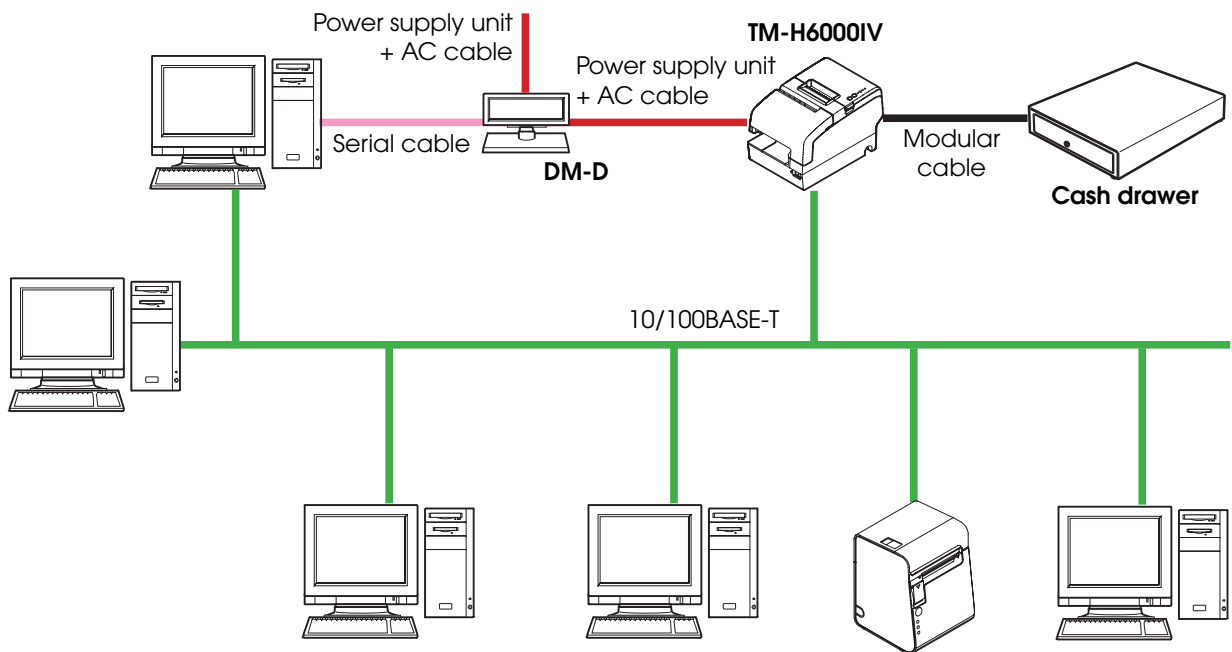 Power supply unit
+ AC cable
TM-H6000IV
Power supply unit
+ AC cable
Serial cable
DM-D
Modular
cable
Cash drawer
10/100BASE-T